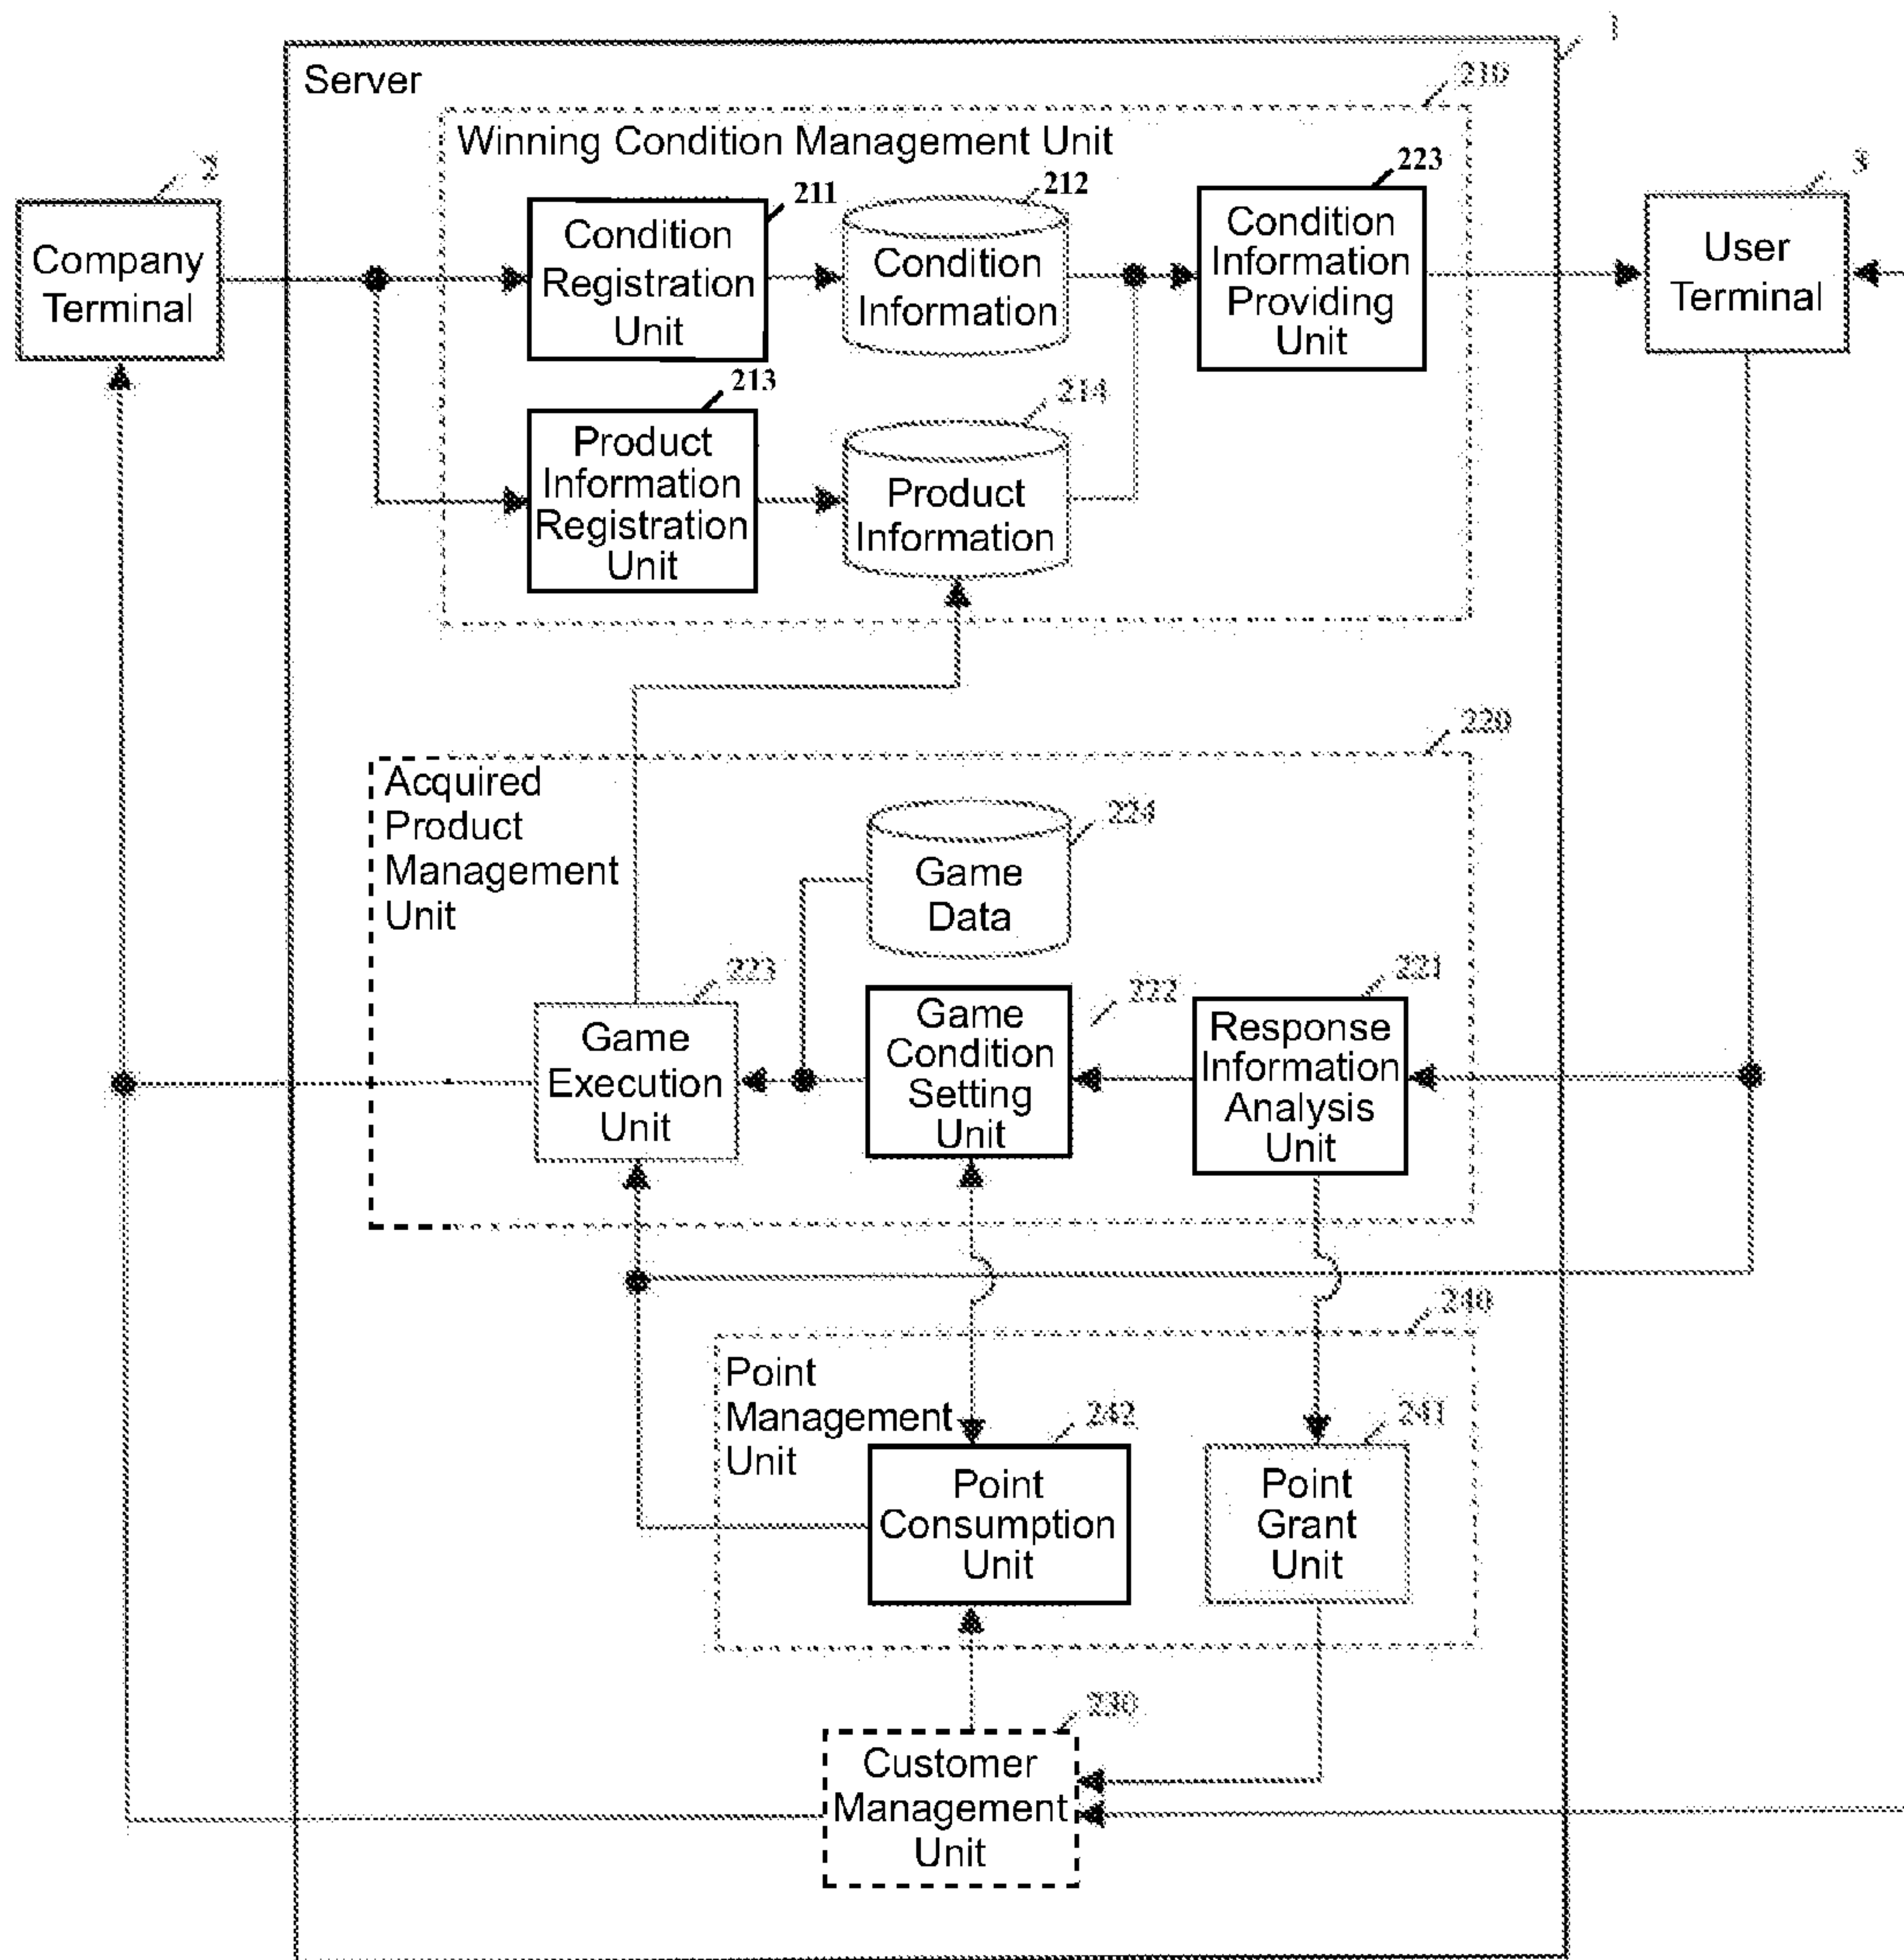 1
Server
210
Winning Condition Management Unit
2
Company
Terminal
211
Condition
Registration
Unit
212
Condition
Information
223
Condition
Information
Providing
Unit
3
User
Terminal
213
Product
Information
Registration
Unit
214
Product
Information
220
Acquired
Product
Management
Unit
224
Game
Data
223
Game
Execution
Unit
222
Game
Condition
Setting
Unit
221
Response
Information
Analysis
Unit
240
Point
Management
Unit
242
Point
Consumption
Unit
241
Point
Grant
Unit
230
Customer
Management
Unit